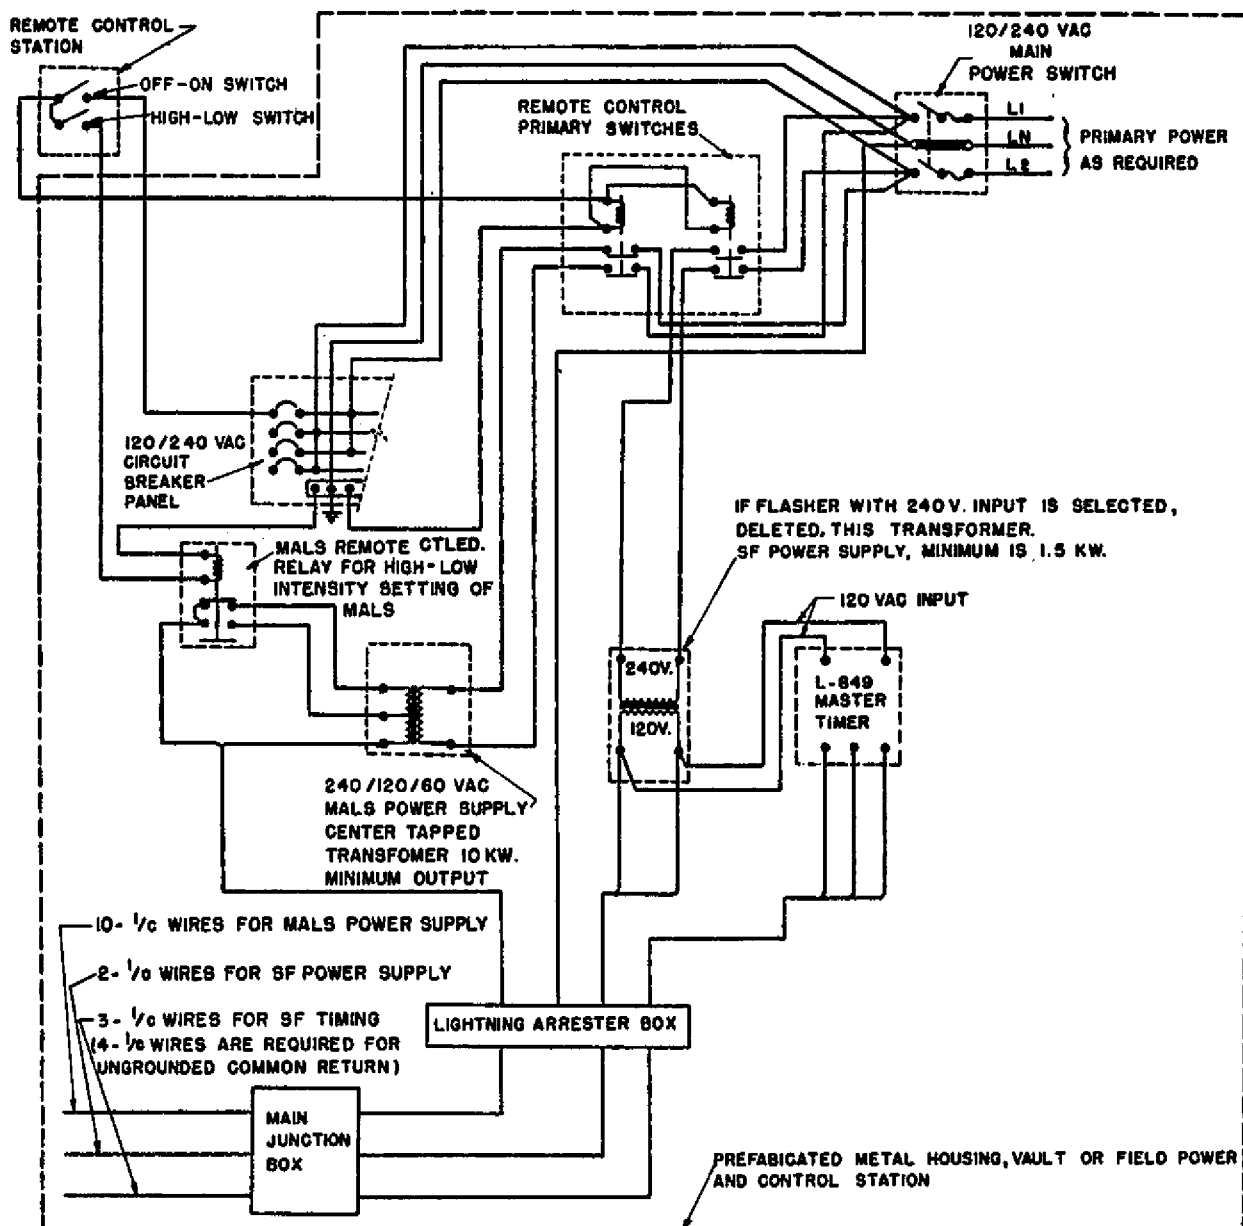 REMOTE CONTROL
STATION
OFF-ON SWITCH
HIGH-LOW SWITCH
120/240 VAC
MAIN
POWER SWITCH
REMOTE CONTROL
PRIMARY SWITCHES
L1
LN
L2
PRIMARY POWER
AS REQUIRED
120/240 VAC
CIRCUIT
BREAKER
PANEL
MALS REMOTE CTLED.
RELAY FOR HIGH-LOW
INTENSITY SETTING OF
MALS
IF FLASHER WITH 240 V. INPUT IS SELECTED,
DELETED, THIS TRANSFORMER.
SF POWER SUPPLY, MINIMUM IS 1.5 KW.
120 VAC INPUT
240V.
120V.
L-849
MASTER
TIMER
240/120/60 VAC
MALS POWER SUPPLY
CENTER TAPPED
TRANSFOMER 10 KW.
MINIMUM OUTPUT
10- 1/C WIRES FOR MALS POWER SUPPLY
2- 1/C WIRES FOR SF POWER SUPPLY
3- 1/C WIRES FOR SF TIMING
(4- 1/C WIRES ARE REQUIRED FOR
UNGROUNDED COMMON RETURN)
LIGHTNING ARRESTER BOX
MAIN
JUNCTION
BOX
PREFABICATED METAL HOUSING, VAULT OR FIELD POWER
AND CONTROL STATION